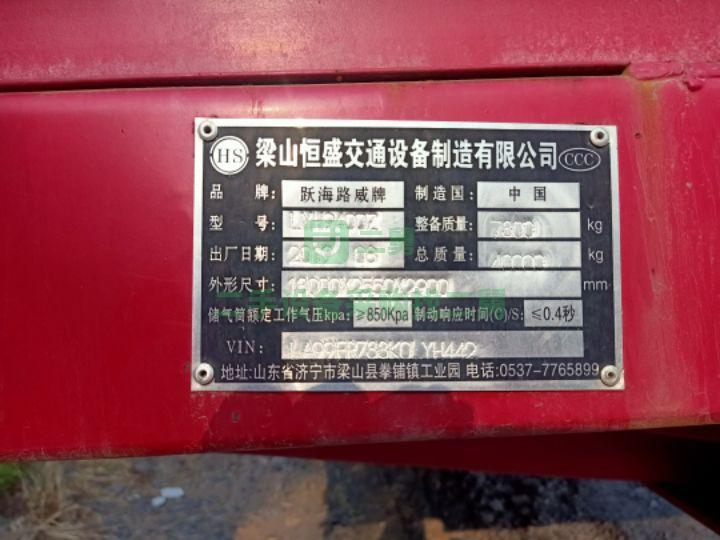 HS 梁山恒盛交通设备制造有限公司 CCC
品 牌: 跃海路威牌 制造国: 中 国
型 号: 整备质量: 7800 kg
出厂日期: 总质量: 40000 kg
外形尺寸: mm
储气筒额定工作气压kpa: ≥850Kpa 制动响应时间(C)/S: ≤0.4秒
VIN:
地址:山东省济宁市梁山县拳铺镇工业园 电话:0537-7765899